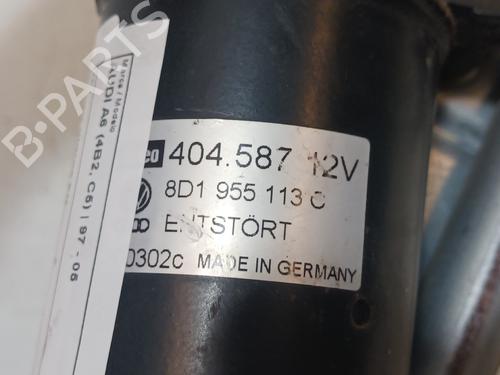 B-PARTS
Marca / Modelo
AUDI A6 (4B2, C5) | 97 - 05
eo 404.587 12V
8D1 955 113 C
ENTSTÖRT
0302c MADE IN GERMANY